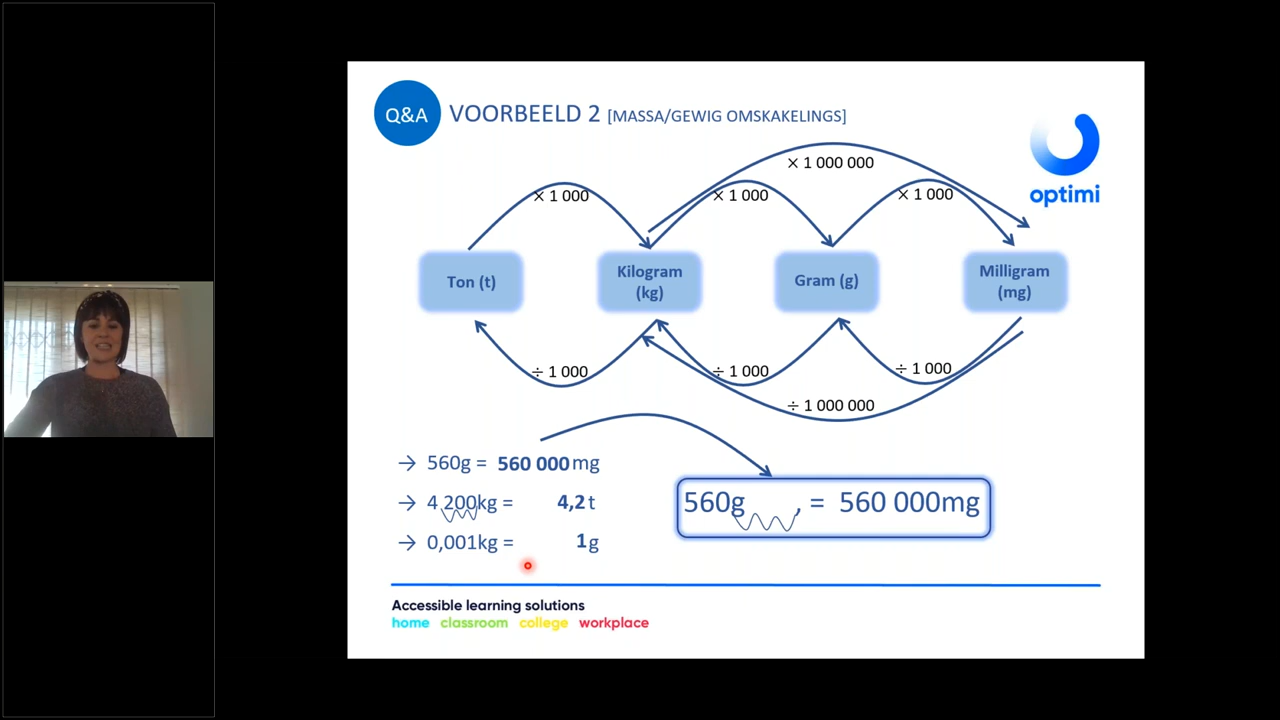 Q&A
VOORBEELD 2 [MASSA/GEWIG OMSKAKELINGS]
optimi
× 1 000 000
× 1 000
× 1 000
× 1 000
Ton (t)
Kilogram
(kg)
Gram (g)
Milligram
(mg)
÷ 1 000
÷ 1 000
÷ 1 000
÷ 1 000 000
→ 560g = 560 000mg
→ 4 200kg = 4,2t
→ 0,001kg = 1g
560g , = 560 000mg
Accessible learning solutions
home classroom college workplace